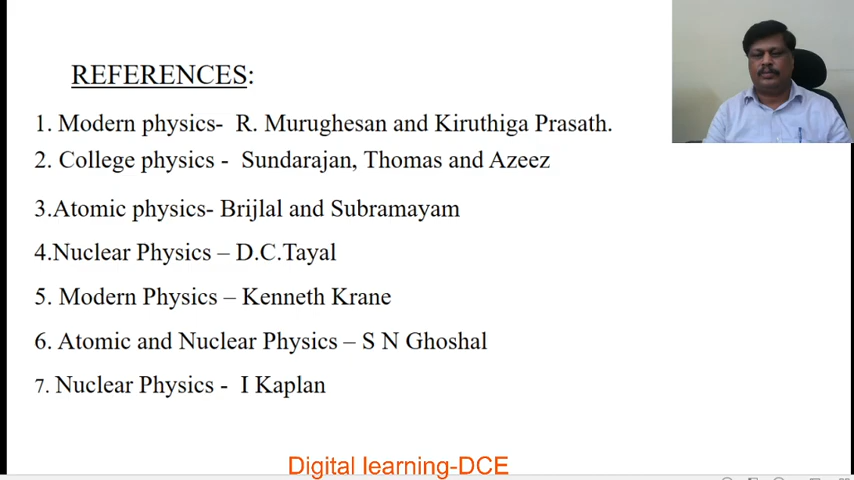 REFERENCES:
1. Modern physics- R. Murughesan and Kiruthiga Prasath.
2. College physics - Sundarajan, Thomas and Azeez
3.Atomic physics- Brijlal and Subramayam
4.Nuclear Physics – D.C.Tayal
5. Modern Physics – Kenneth Krane
6. Atomic and Nuclear Physics – S N Ghoshal
7. Nuclear Physics - I Kaplan
Digital learning-DCE